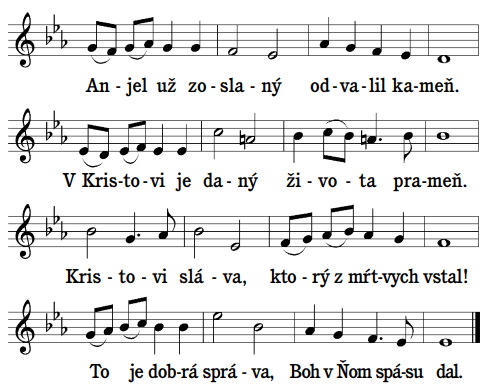 An - jel už zo - sla - ný od - va - lil ka - meň.
V Kris - to - vi je da - ný ži - vo - ta pra - meň.
Kris - to - vi slá - va, kto - rý z mŕt - vych vstal!
To je dob - rá sprá - va, Boh v Ňom spá - su dal.